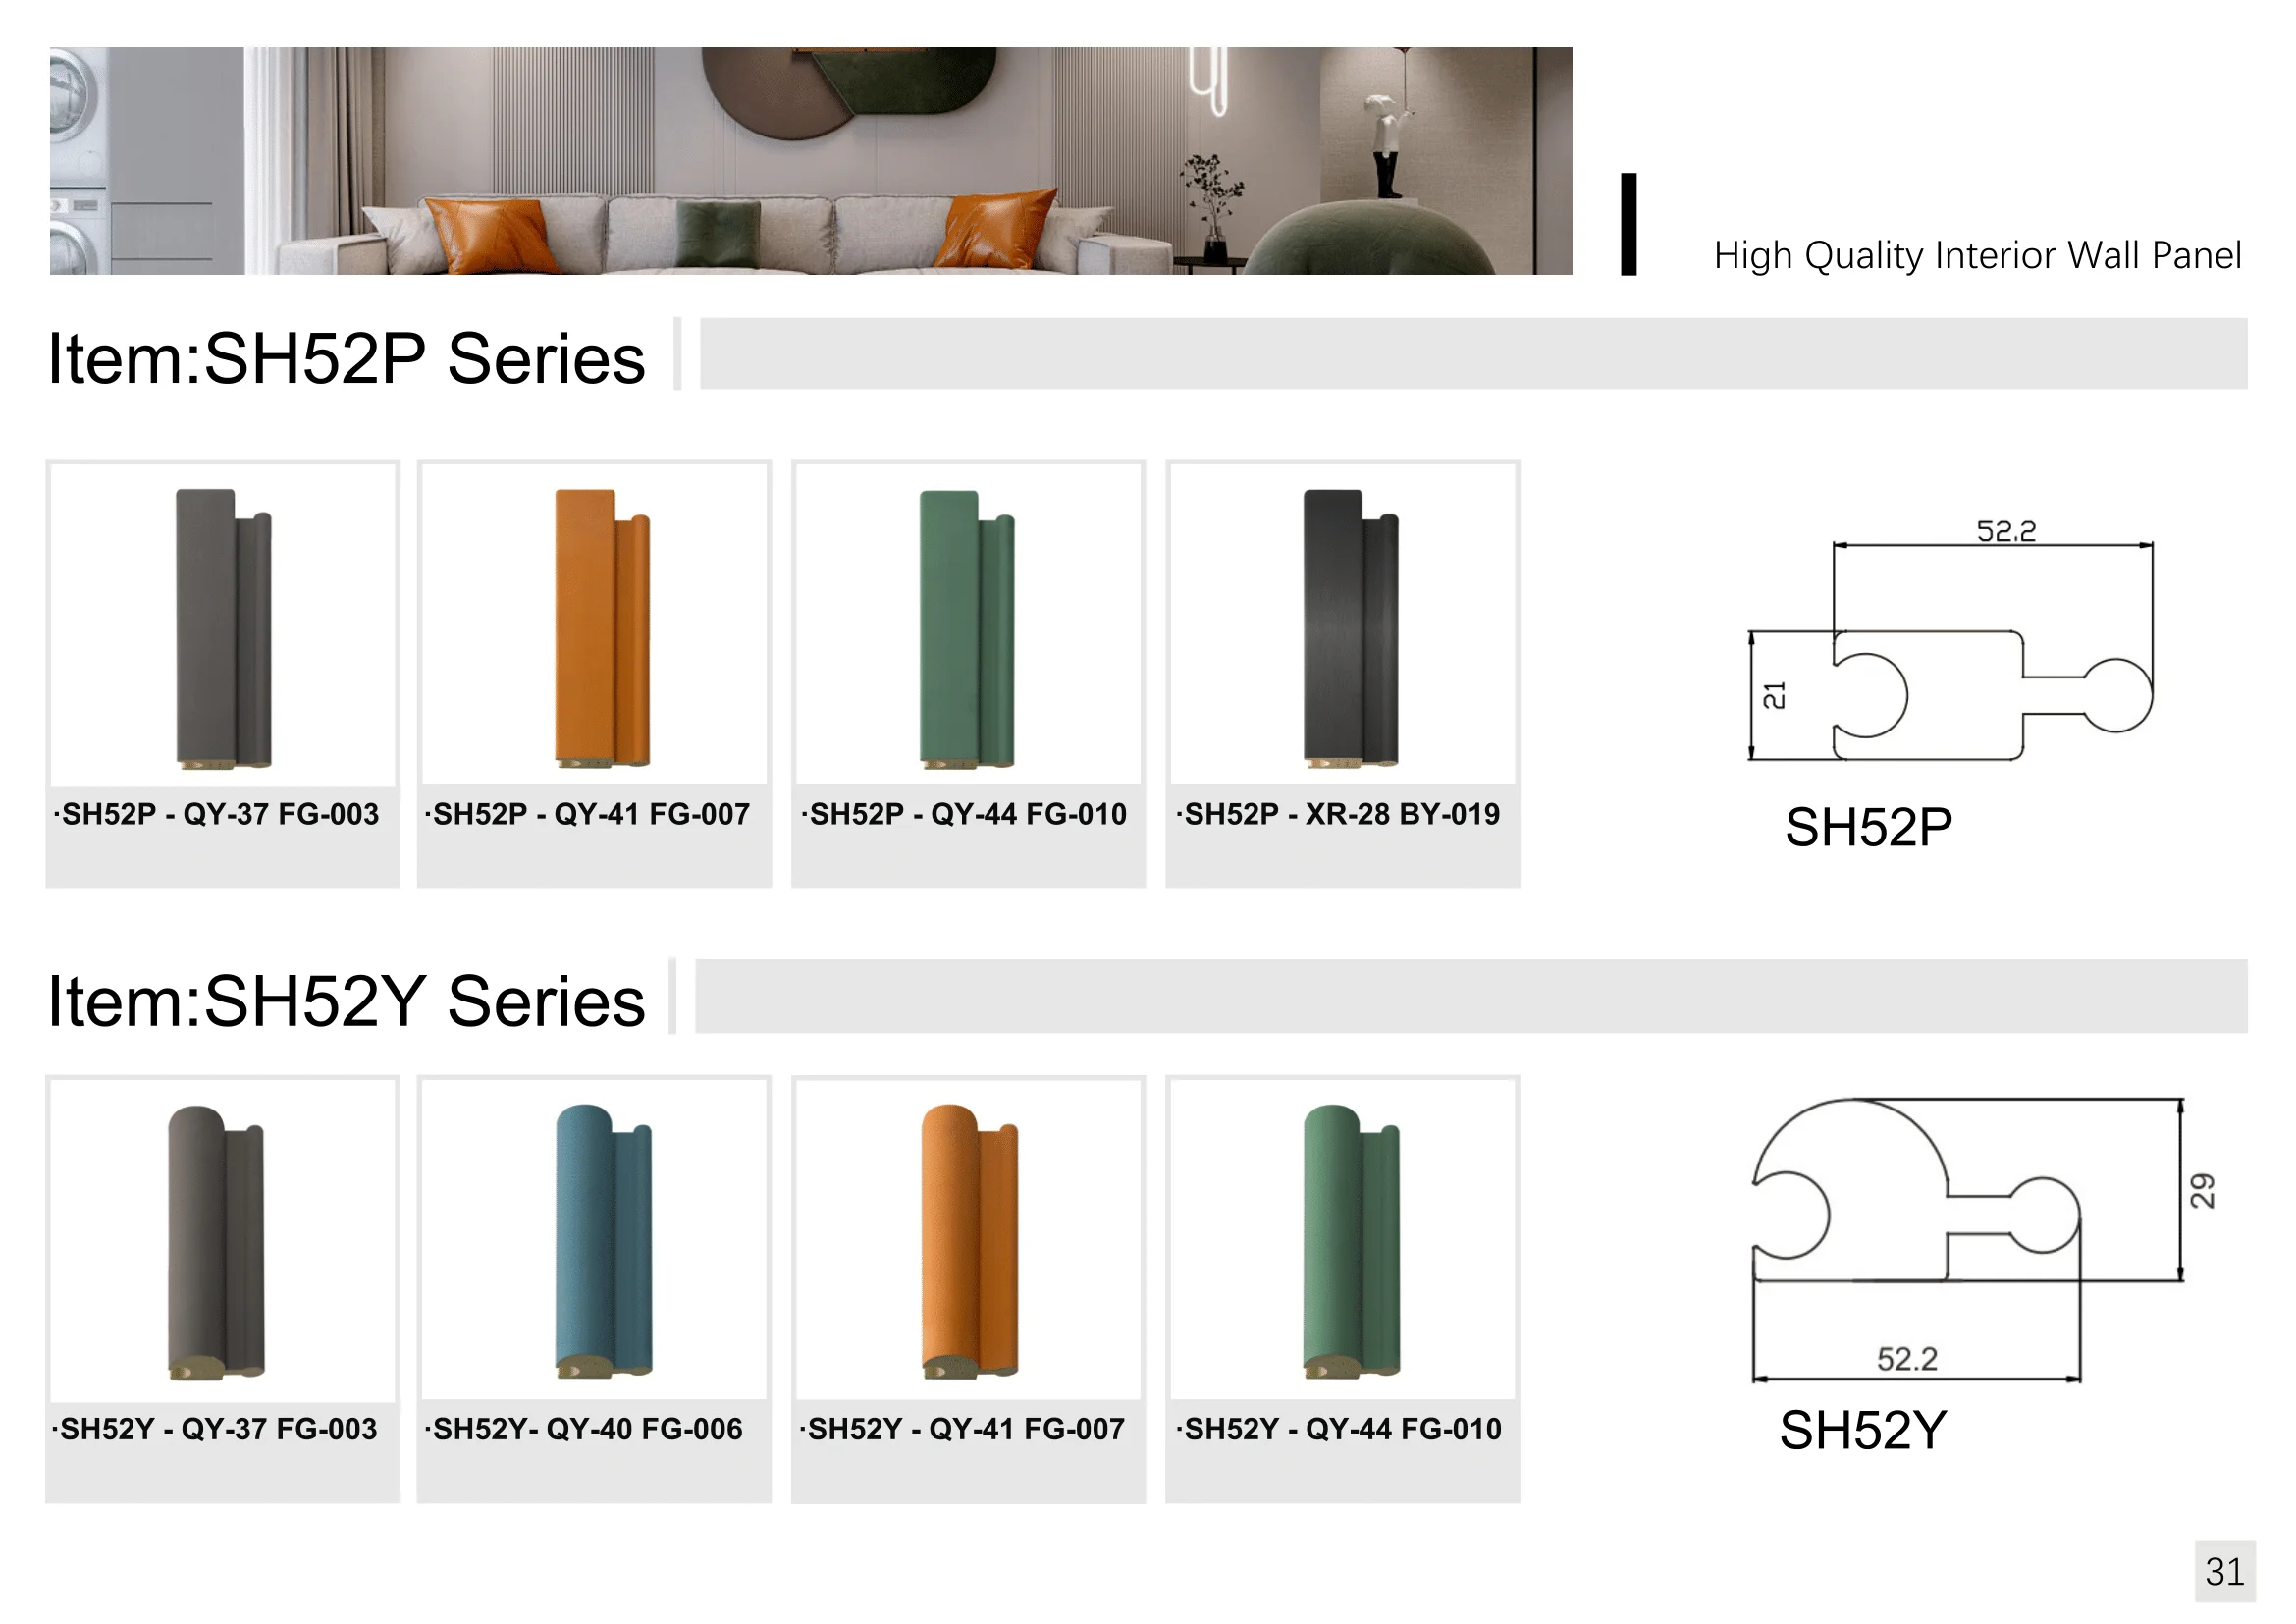 High Quality Interior Wall Panel
Item:SH52P Series
·SH52P - QY-37 FG-003
·SH52P - QY-41 FG-007
·SH52P - QY-44 FG-010
·SH52P - XR-28 BY-019
52.2
21
SH52P
Item:SH52Y Series
·SH52Y - QY-37 FG-003
·SH52Y- QY-40 FG-006
·SH52Y - QY-41 FG-007
·SH52Y - QY-44 FG-010
29
52.2
SH52Y
31